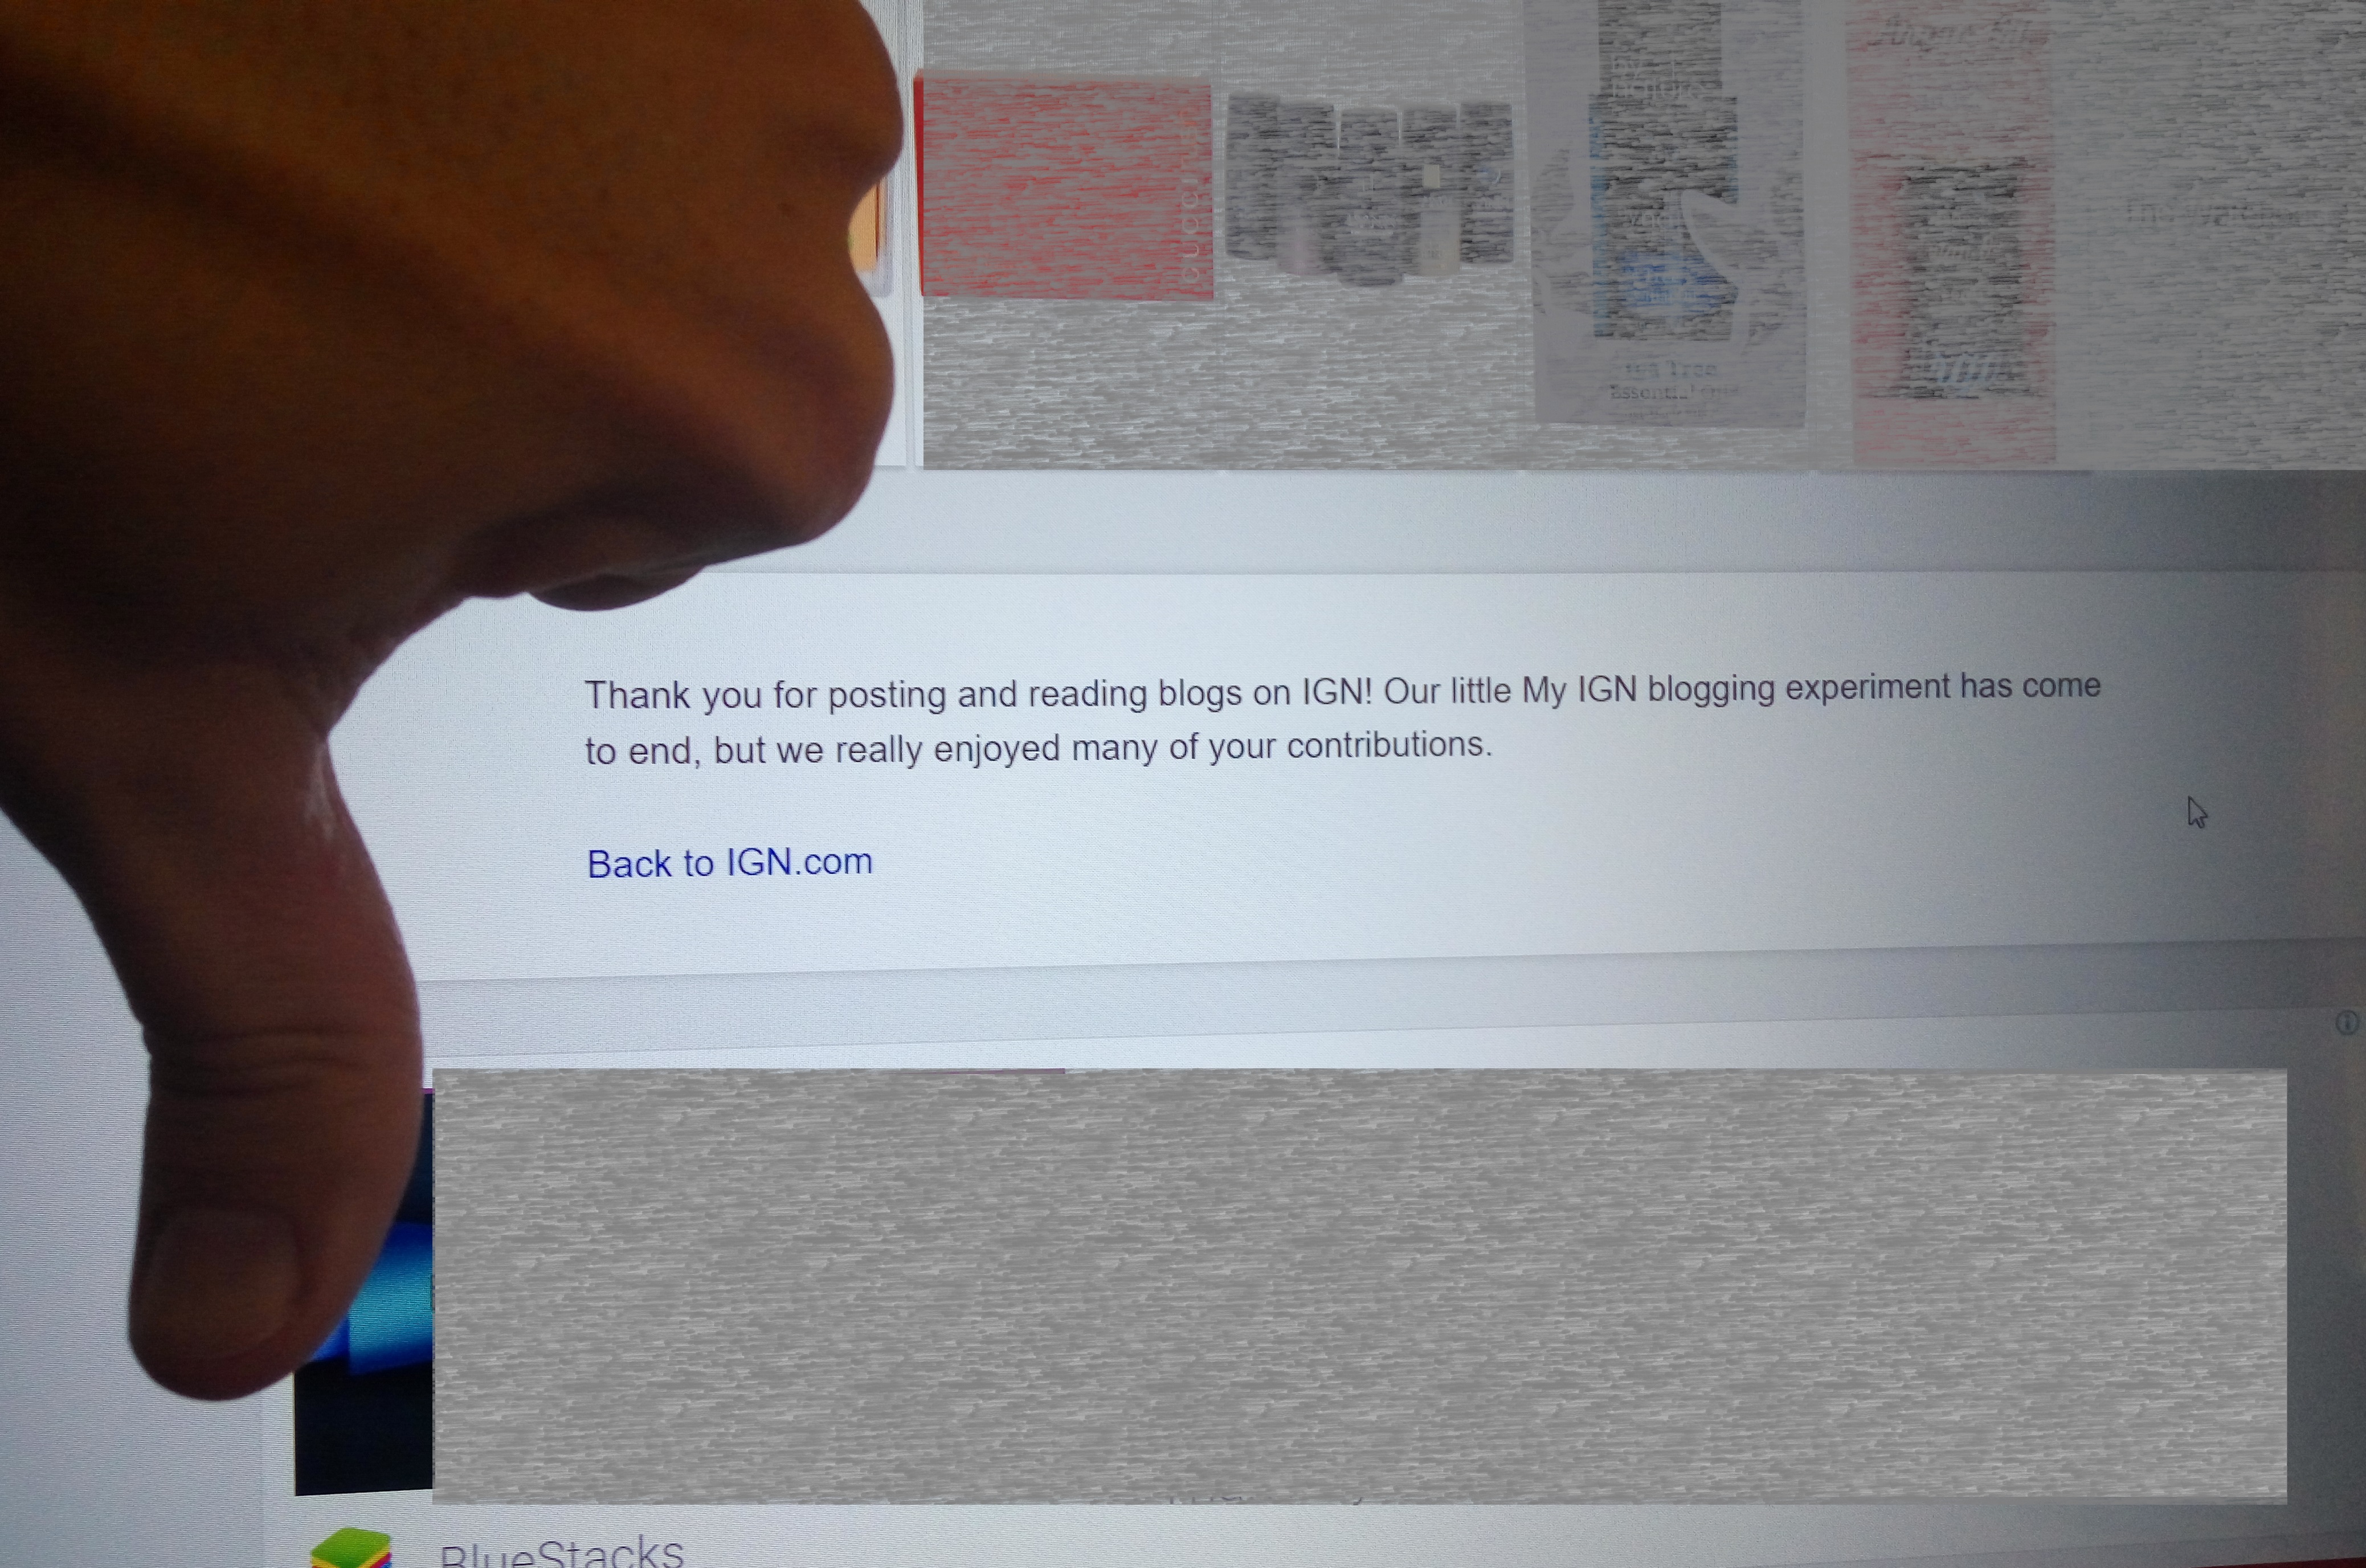 Thank you for posting and reading blogs on IGN! Our little My IGN blogging experiment has come
to end, but we really enjoyed many of your contributions.
Back to IGN.com
BlueStacks